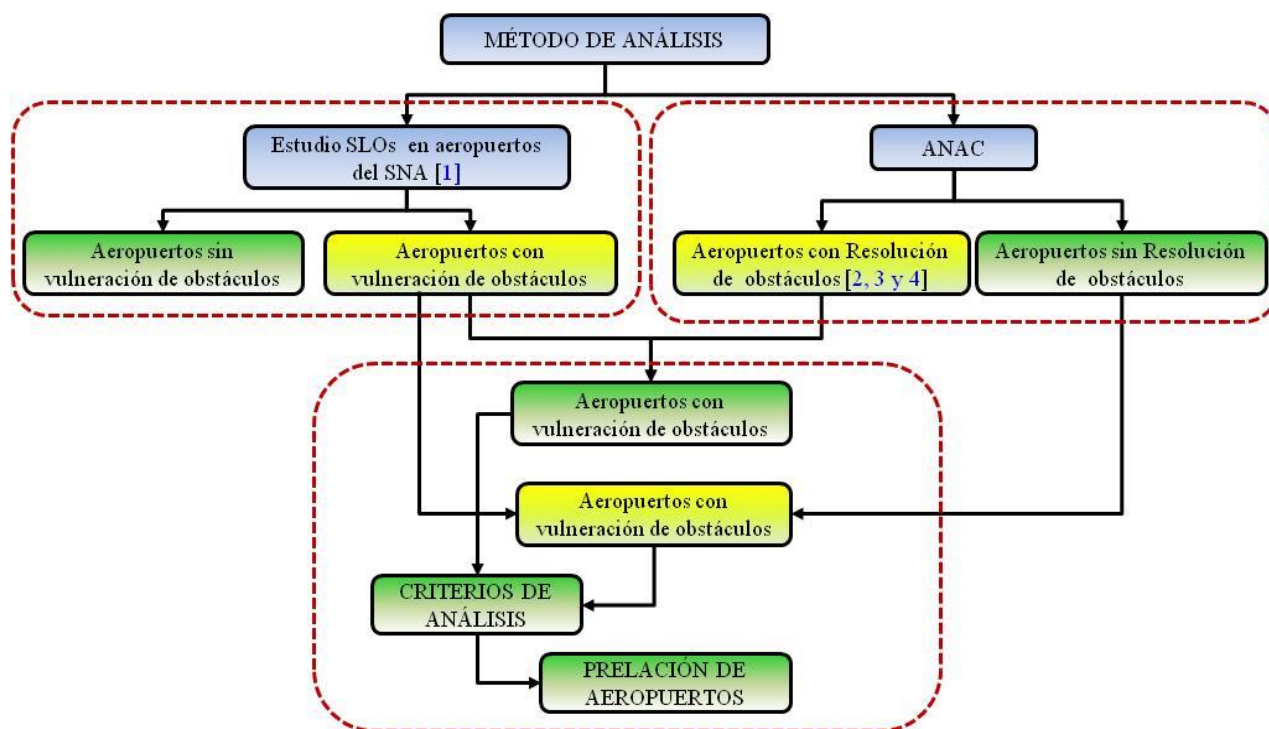 MÉTODO DE ANÁLISIS
Estudio SLOs en aeropuertos
del SNA [1]
ANAC
Aeropuertos sin
vulneración de obstáculos
Aeropuertos con
vulneración de obstáculos
Aeropuertos con Resolución
de obstáculos [2, 3 y 4]
Aeropuertos sin Resolución
de obstáculos
Aeropuertos con
vulneración de obstáculos
Aeropuertos con
vulneración de obstáculos
CRITERIOS DE
ANÁLISIS
PRELACIÓN DE
AEROPUERTOS